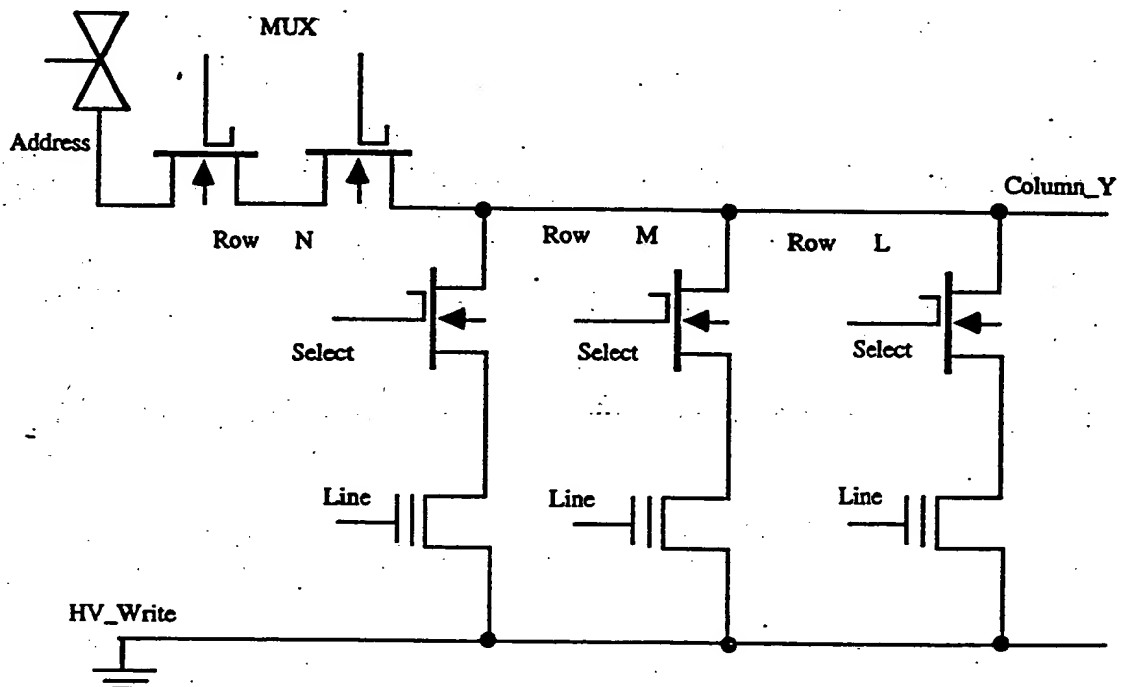 MUX
Address
Column_Y
Row N
Row M
Row L
Select
Select
Select
Line
Line
Line
HV_Write